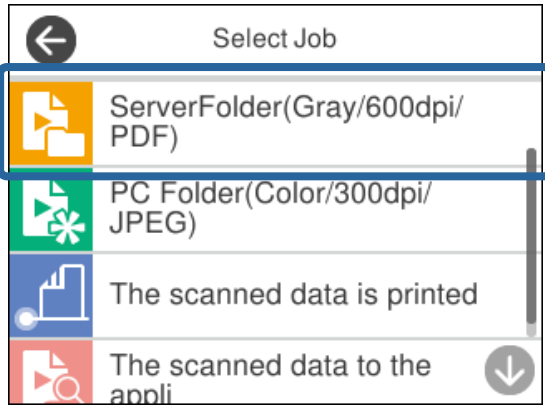 Select Job
ServerFolder(Gray/600dpi/
PDF)
PC Folder(Color/300dpi/
JPEG)
The scanned data is printed
The scanned data to the
appli